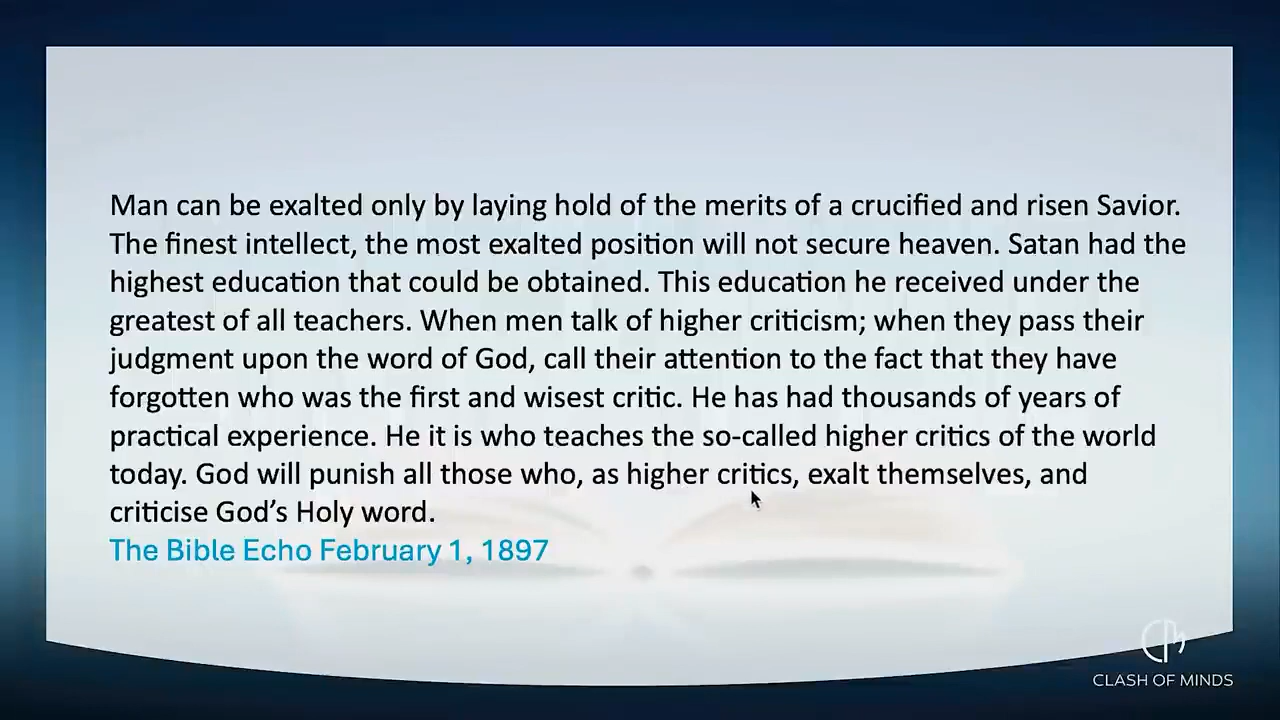 Man can be exalted only by laying hold of the merits of a crucified and risen Savior.
The finest intellect, the most exalted position will not secure heaven. Satan had the
highest education that could be obtained. This education he received under the
greatest of all teachers. When men talk of higher criticism; when they pass their
judgment upon the word of God, call their attention to the fact that they have
forgotten who was the first and wisest critic. He has had thousands of years of
practical experience. He it is who teaches the so-called higher critics of the world
today. God will punish all those who, as higher critics, exalt themselves, and
criticise God’s Holy word.
The Bible Echo February 1, 1897
CLASH OF MINDS